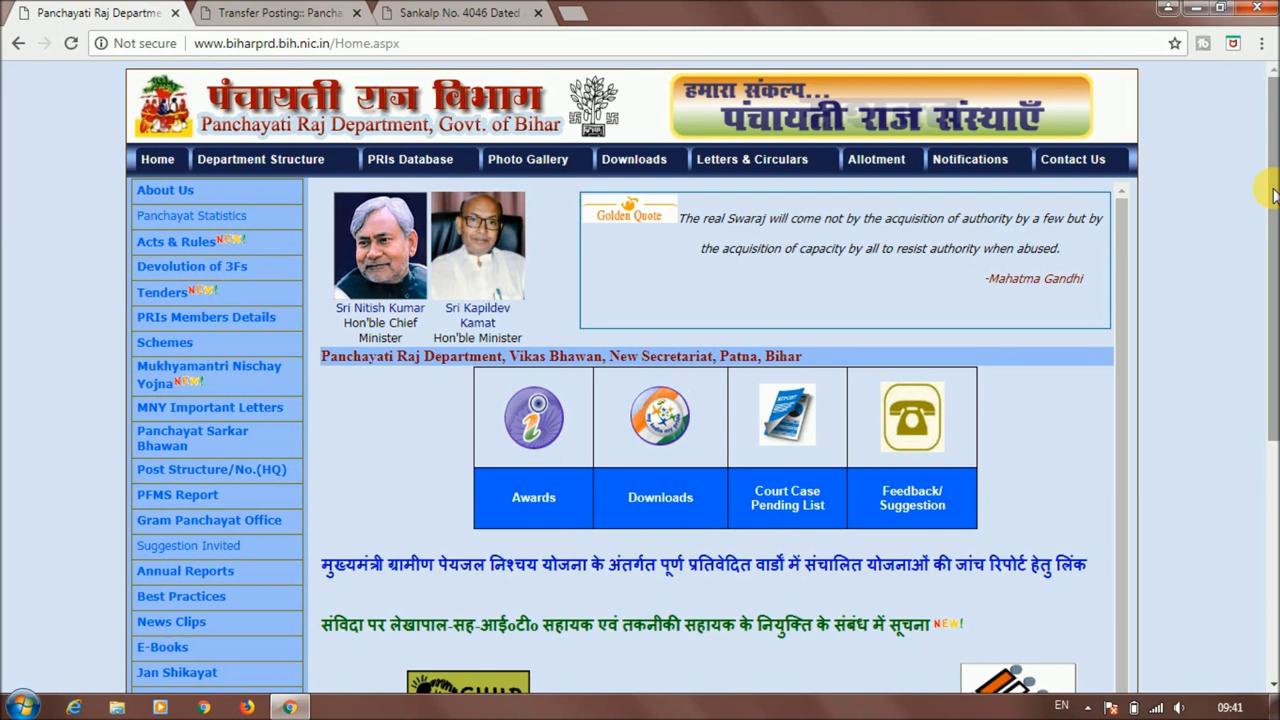 Panchayati Raj Departme
Transfer Posting:: Pancha
Sankalp No. 4046 Dated
Not secure
www.biharprd.bih.nic.in/Home.aspx
पंचायती राज विभाग
Panchayati Raj Department, Govt. of Bihar
हमारा संकल्प...
पंचायती राज संस्थाएँ
Home
Department Structure
PRIs Database
Photo Gallery
Downloads
Letters & Circulars
Allotment
Notifications
Contact Us
About Us
Panchayat Statistics
Acts & Rules NEW!
Devolution of 3Fs
Tenders NEW!
PRIs Members Details
Schemes
Mukhyamantri Nischay
Yojna NEW!
MNY Important Letters
Panchayat Sarkar
Bhawan
Post Structure/No.(HQ)
PFMS Report
Gram Panchayat Office
Suggestion Invited
Annual Reports
Best Practices
News Clips
E-Books
Jan Shikayat
Sri Nitish Kumar
Hon'ble Chief
Minister
Sri Kapildev
Kamat
Hon'ble Minister
Golden Quote
The real Swaraj will come not by the acquisition of authority by a few but by
the acquisition of capacity by all to resist authority when abused.
-Mahatma Gandhi
Panchayati Raj Department, Vikas Bhawan, New Secretariat, Patna, Bihar
Awards
Downloads
Court Case
Pending List
Feedback/
Suggestion
मुख्यमंत्री ग्रामीण पेयजल निश्चय योजना के अंतर्गत पूर्ण प्रतिवेदित वार्डों में संचालित योजनाओं की जांच रिपोर्ट हेतु लिंक
संविदा पर लेखापाल-सह-आईoटीo सहायक एवं तकनीकी सहायक के नियुक्ति के संबंध में सूचना NEW!
EN
09:41